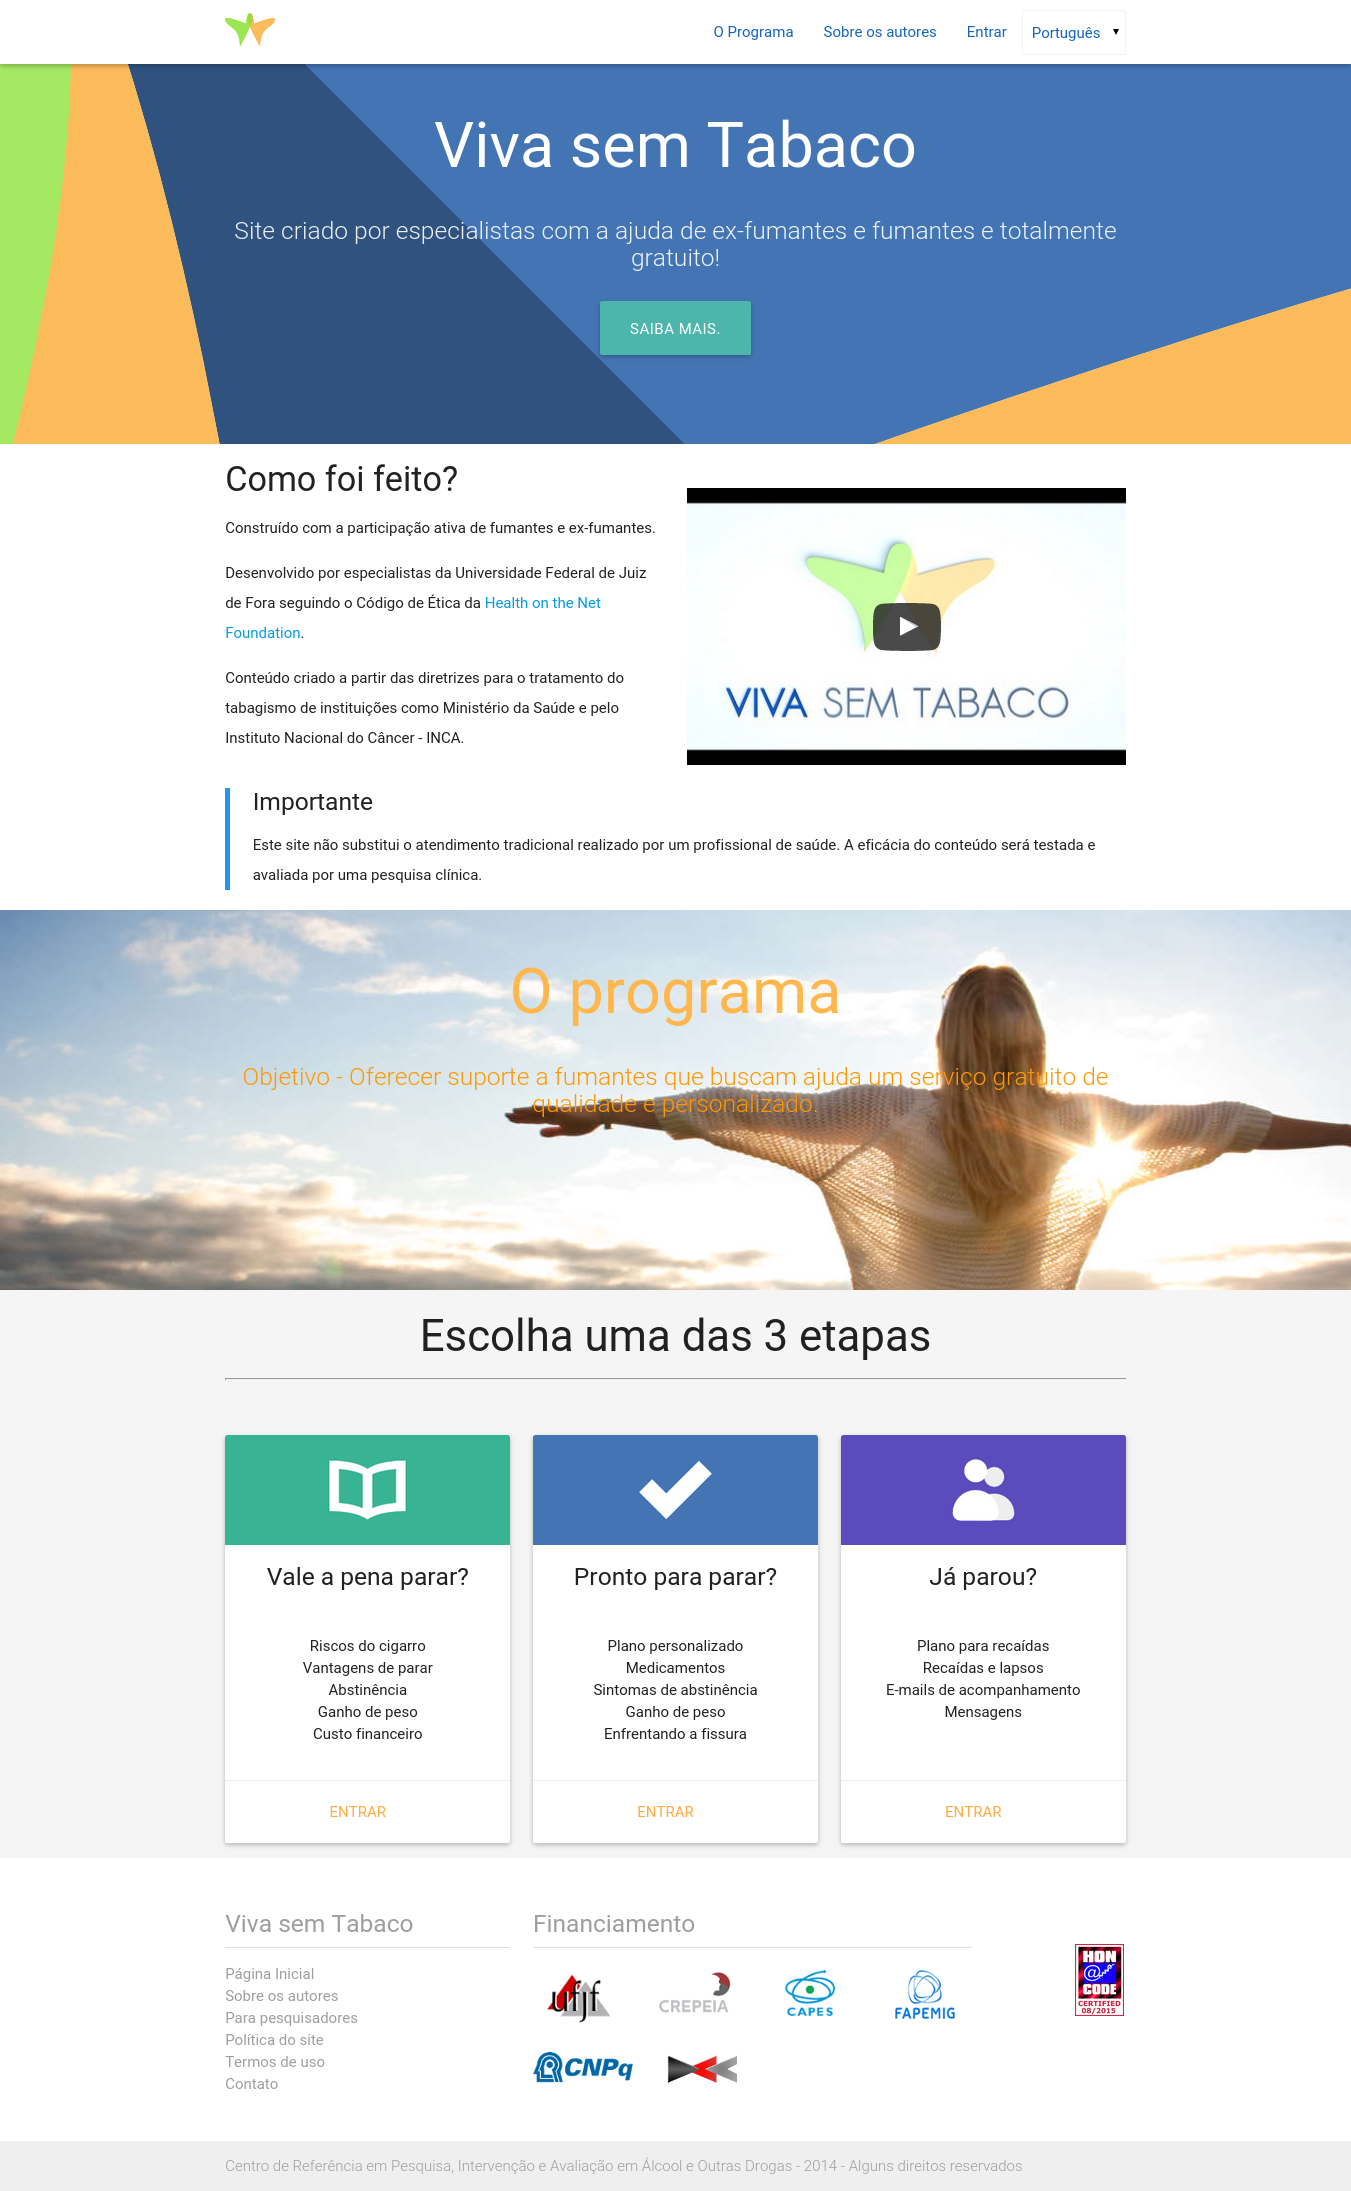 O Programa
Sobre os autores
Entrar
Português
Viva sem Tabaco
Site criado por especialistas com a ajuda de ex-fumantes e fumantes e totalmente
gratuito!
SAIBA MAIS.
Como foi feito?
Construído com a participação ativa de fumantes e ex-fumantes.
Desenvolvido por especialistas da Universidade Federal de Juiz
de Fora seguindo o Código de Ética da Health on the Net
Foundation.
Conteúdo criado a partir das diretrizes para o tratamento do
tabagismo de instituições como Ministério da Saúde e pelo
Instituto Nacional do Câncer - INCA.
VIVA SEM TABACO
Importante
Este site não substitui o atendimento tradicional realizado por um profissional de saúde. A eficácia do conteúdo será testada e
avaliada por uma pesquisa clínica.
O programa
Objetivo - Oferecer suporte a fumantes que buscam ajuda um serviço gratuito de
qualidade e personalizado.
Escolha uma das 3 etapas
Vale a pena parar?
Riscos do cigarro
Vantagens de parar
Abstinência
Ganho de peso
Custo financeiro
ENTRAR
Pronto para parar?
Plano personalizado
Medicamentos
Sintomas de abstinência
Ganho de peso
Enfrentando a fissura
ENTRAR
Já parou?
Plano para recaídas
Recaídas e lapsos
E-mails de acompanhamento
Mensagens
ENTRAR
Viva sem Tabaco
Página Inicial
Sobre os autores
Para pesquisadores
Política do site
Termos de uso
Contato
Financiamento
ufjf
CREPEIA
CAPES
FAPEMIG
CNPq
HON
@
CODE
CERTIFIED
08/2015
Centro de Referência em Pesquisa, Intervenção e Avaliação em Álcool e Outras Drogas - 2014 - Alguns direitos reservados